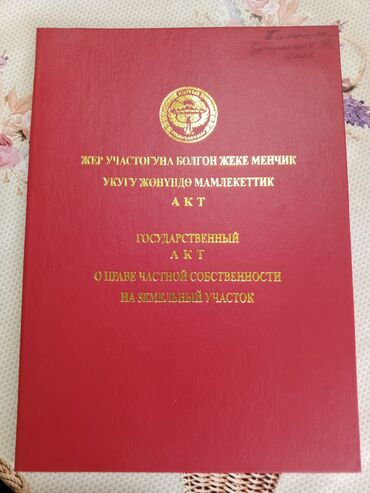 ЖЕР УЧАСТОГУНА БОЛГОН ЖЕКЕ МЕНЧИК
УКУГУ ЖӨНҮНДӨ МАМЛЕКЕТТИК
АКТ
ГОСУДАРСТВЕННЫЙ
АКТ
О ПРАВЕ ЧАСТНОЙ СОБСТВЕННОСТИ
НА ЗЕМЕЛЬНЫЙ УЧАСТОК